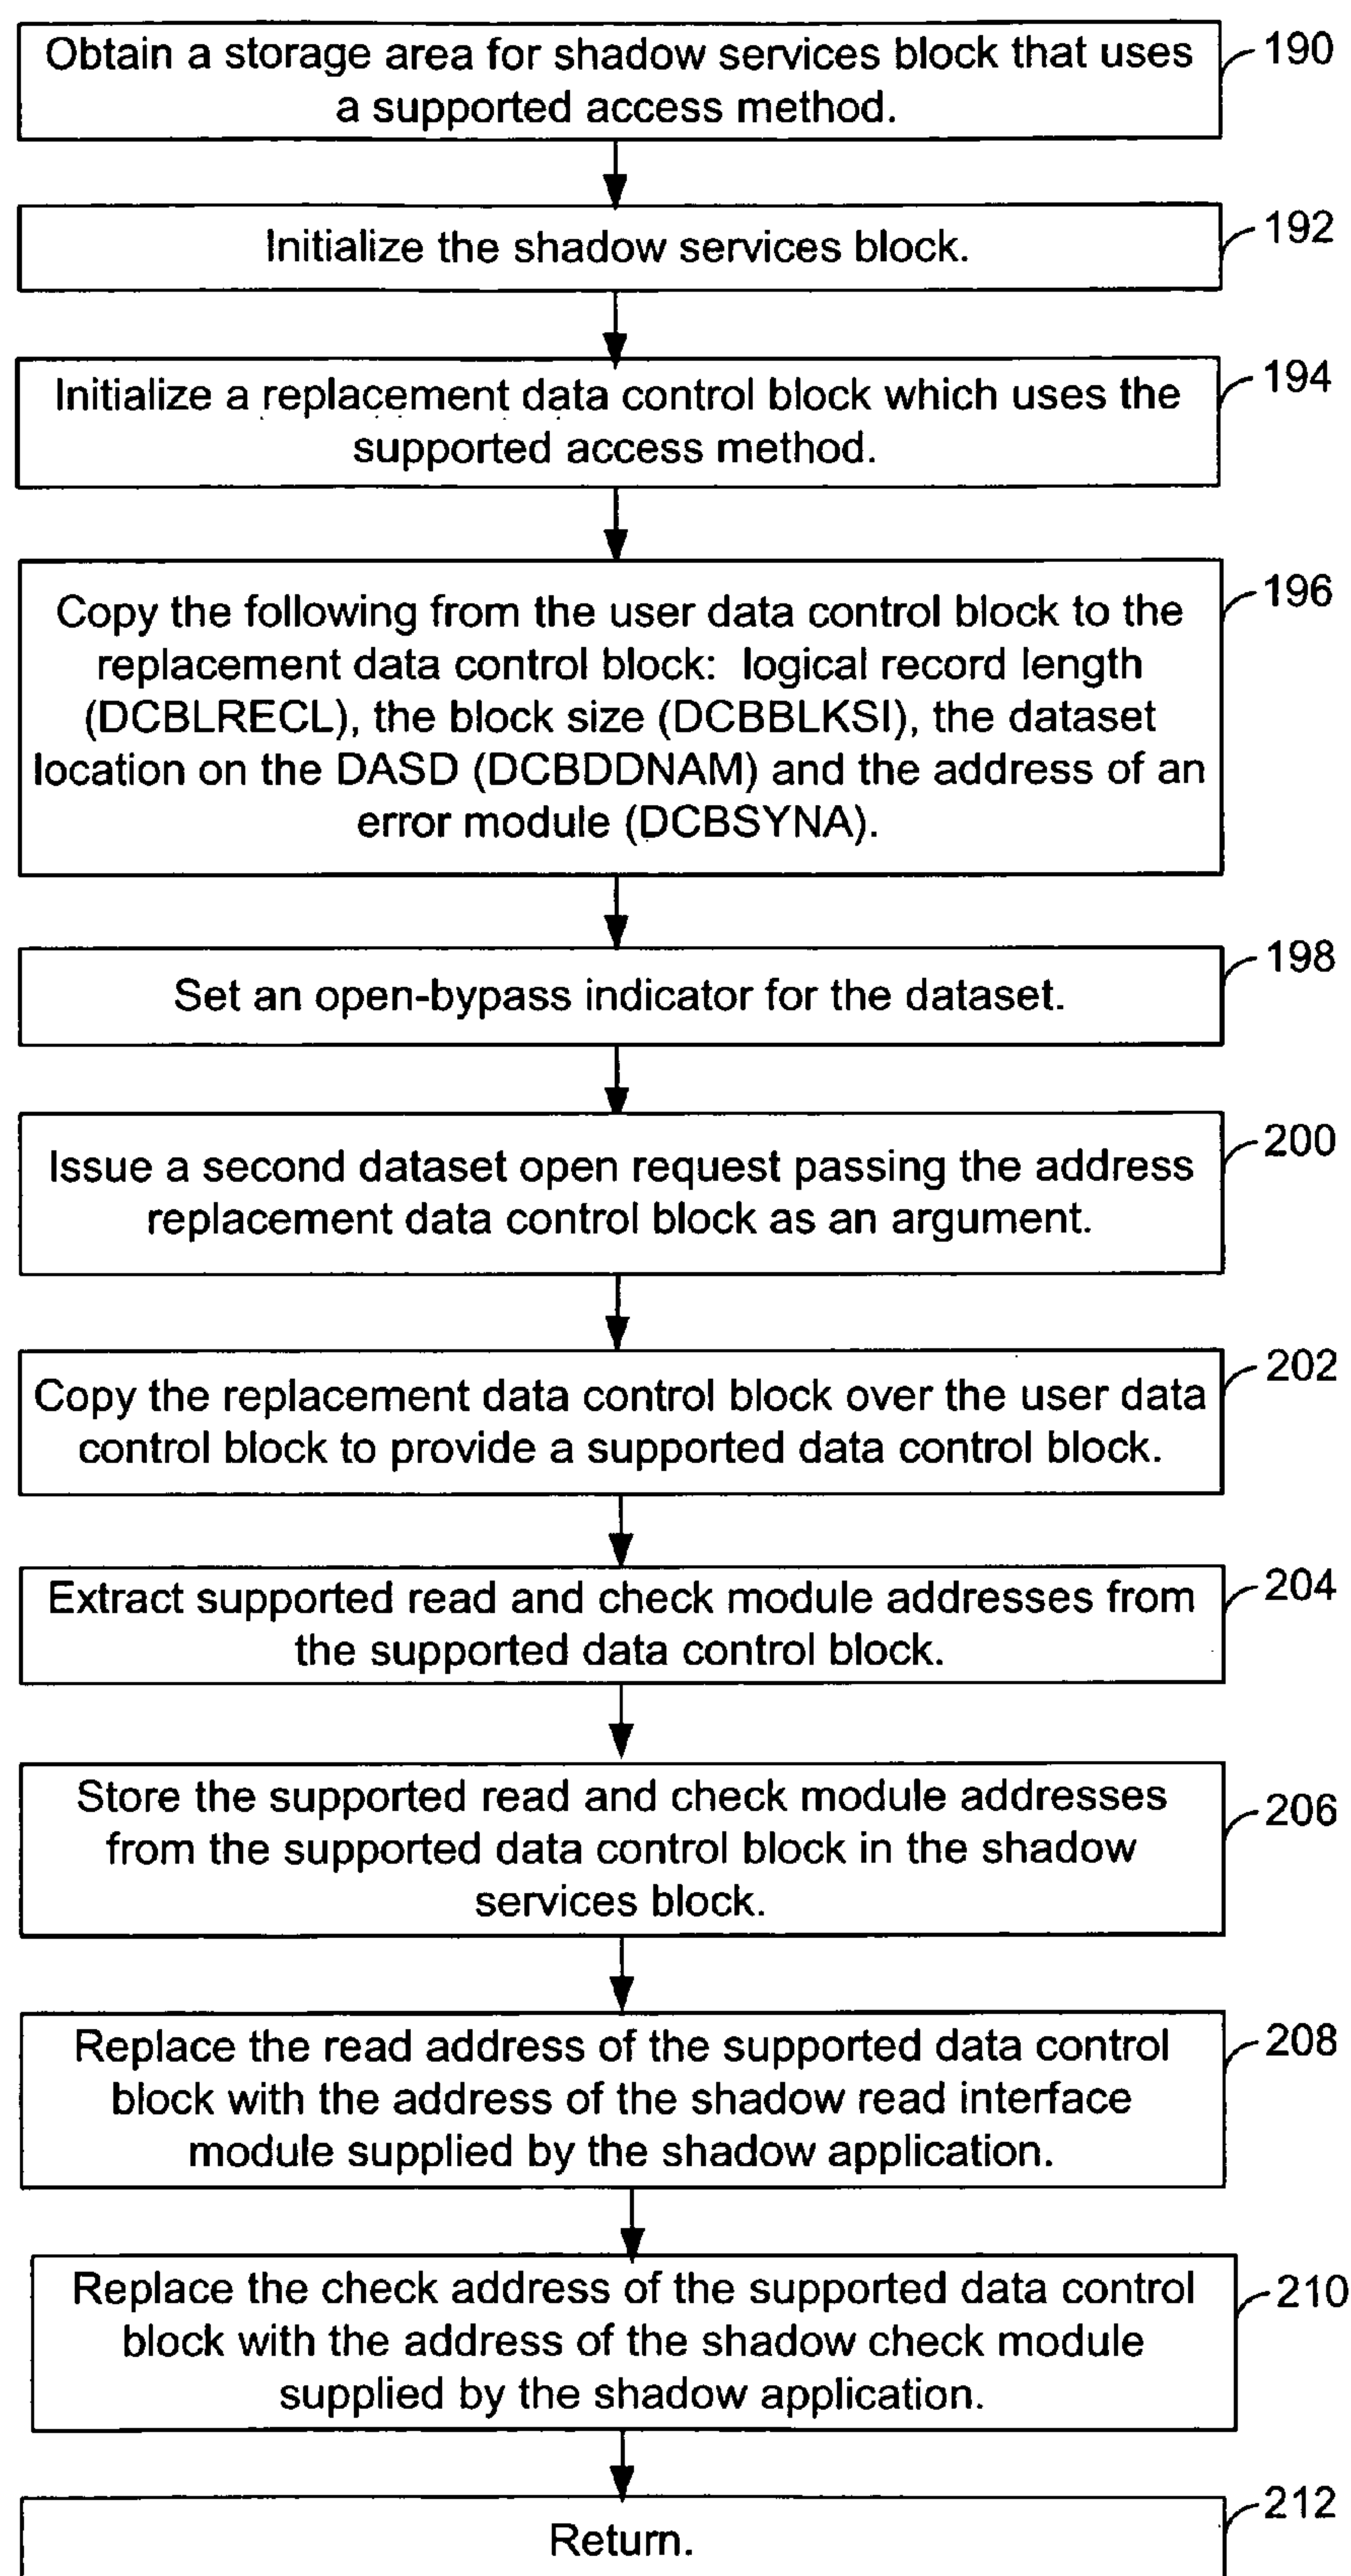 Obtain a storage area for shadow services block that uses
a supported access method.
190
Initialize the shadow services block.
192
Initialize a replacement data control block which uses the
supported access method.
194
Copy the following from the user data control block to the
replacement data control block: logical record length
(DCBLRECL), the block size (DCBBLKSI), the dataset
location on the DASD (DCBDDNAM) and the address of an
error module (DCBSYNA).
196
Set an open-bypass indicator for the dataset.
198
Issue a second dataset open request passing the address
replacement data control block as an argument.
200
Copy the replacement data control block over the user data
control block to provide a supported data control block.
202
Extract supported read and check module addresses from
the supported data control block.
204
Store the supported read and check module addresses
from the supported data control block in the shadow
services block.
206
Replace the read address of the supported data control
block with the address of the shadow read interface
module supplied by the shadow application.
208
Replace the check address of the supported data control
block with the address of the shadow check module
supplied by the shadow application.
210
Return.
212